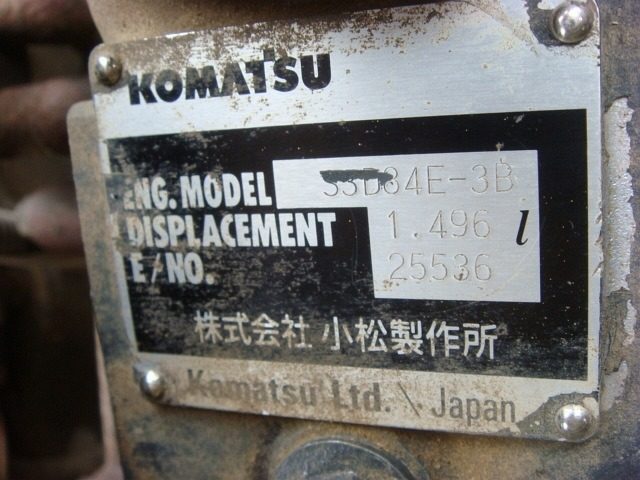 KOMATSU
ENG. MODEL S3D84E-3B
DISPLACEMENT 1.496 l
E/NO. 25536
株式会社 小松製作所
Komatsu Ltd. \ Japan